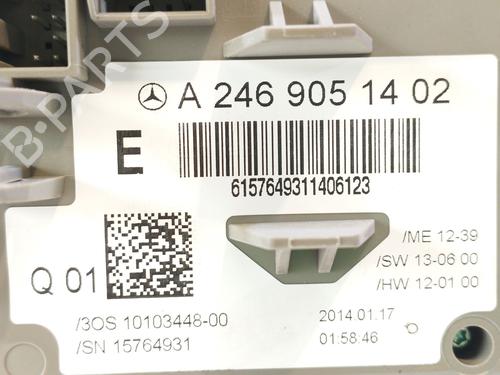 A 246 905 14 02
E
6157649311406123
/ME 12-39
Q 01
/SW 13-06 00
/HW 12-01 00
/3OS 10103448-00
2014.01.17
/SN 15764931
01:58:46
B-PARTS